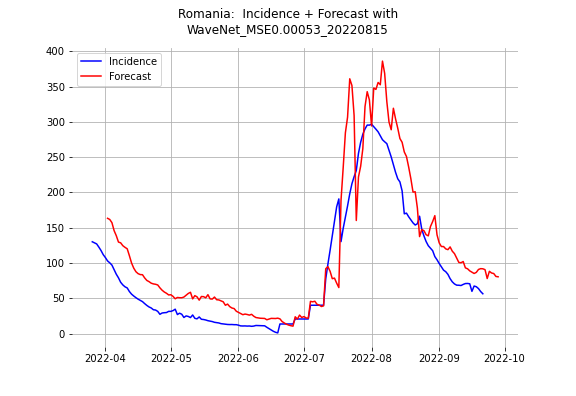 Romania:  Incidence + Forecast with
WaveNet_MSE0.00053_20220815
Incidence
Forecast
400
350
300
250
200
150
100
50
0
2022-04 2022-05 2022-06 2022-07 2022-08 2022-09 2022-10